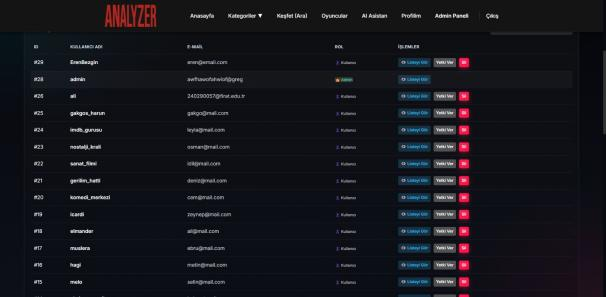 ANALYZER Anasayfa Kategoriler ▼ Keşfet (Ara) Oyuncular AI Asistan Profilim Admin Paneli Çıkış
ID KULLANICI ADI E-MAIL ROL İŞLEMLER
#29 ErenBezgin eren@email.com Kullanıcı Listeyi Gör Yetki Ver Sil
#28 admin awfhawofahwiof@greg Admin Listeyi Gör
#26 ali 240290057@firat.edu.tr Kullanıcı Listeyi Gör Yetki Ver Sil
#25 gakgos_harun gakgo@mail.com Kullanıcı Listeyi Gör Yetki Ver Sil
#24 imdb_gurusu leyla@mail.com Kullanıcı Listeyi Gör Yetki Ver Sil
#23 nostalji_krali osman@mail.com Kullanıcı Listeyi Gör Yetki Ver Sil
#22 sanat_filmi Kullanıcı Listeyi Gör Yetki Ver Sil
#21 gerilim_hatti deniz@mail.com Kullanıcı Listeyi Gör Yetki Ver Sil
#20 komedi_merkezi cem@mail.com Kullanıcı Listeyi Gör Yetki Ver Sil
#19 icardi zeynep@mail.com Kullanıcı Listeyi Gör Yetki Ver Sil
#18 elmander ali@mail.com Kullanıcı Listeyi Gör Yetki Ver Sil
#17 muslera ebru@mail.com Kullanıcı Listeyi Gör Yetki Ver Sil
#16 hagi metin@mail.com Kullanıcı Listeyi Gör Yetki Ver Sil
#15 melo selin@mail.com Kullanıcı Listeyi Gör Yetki Ver Sil